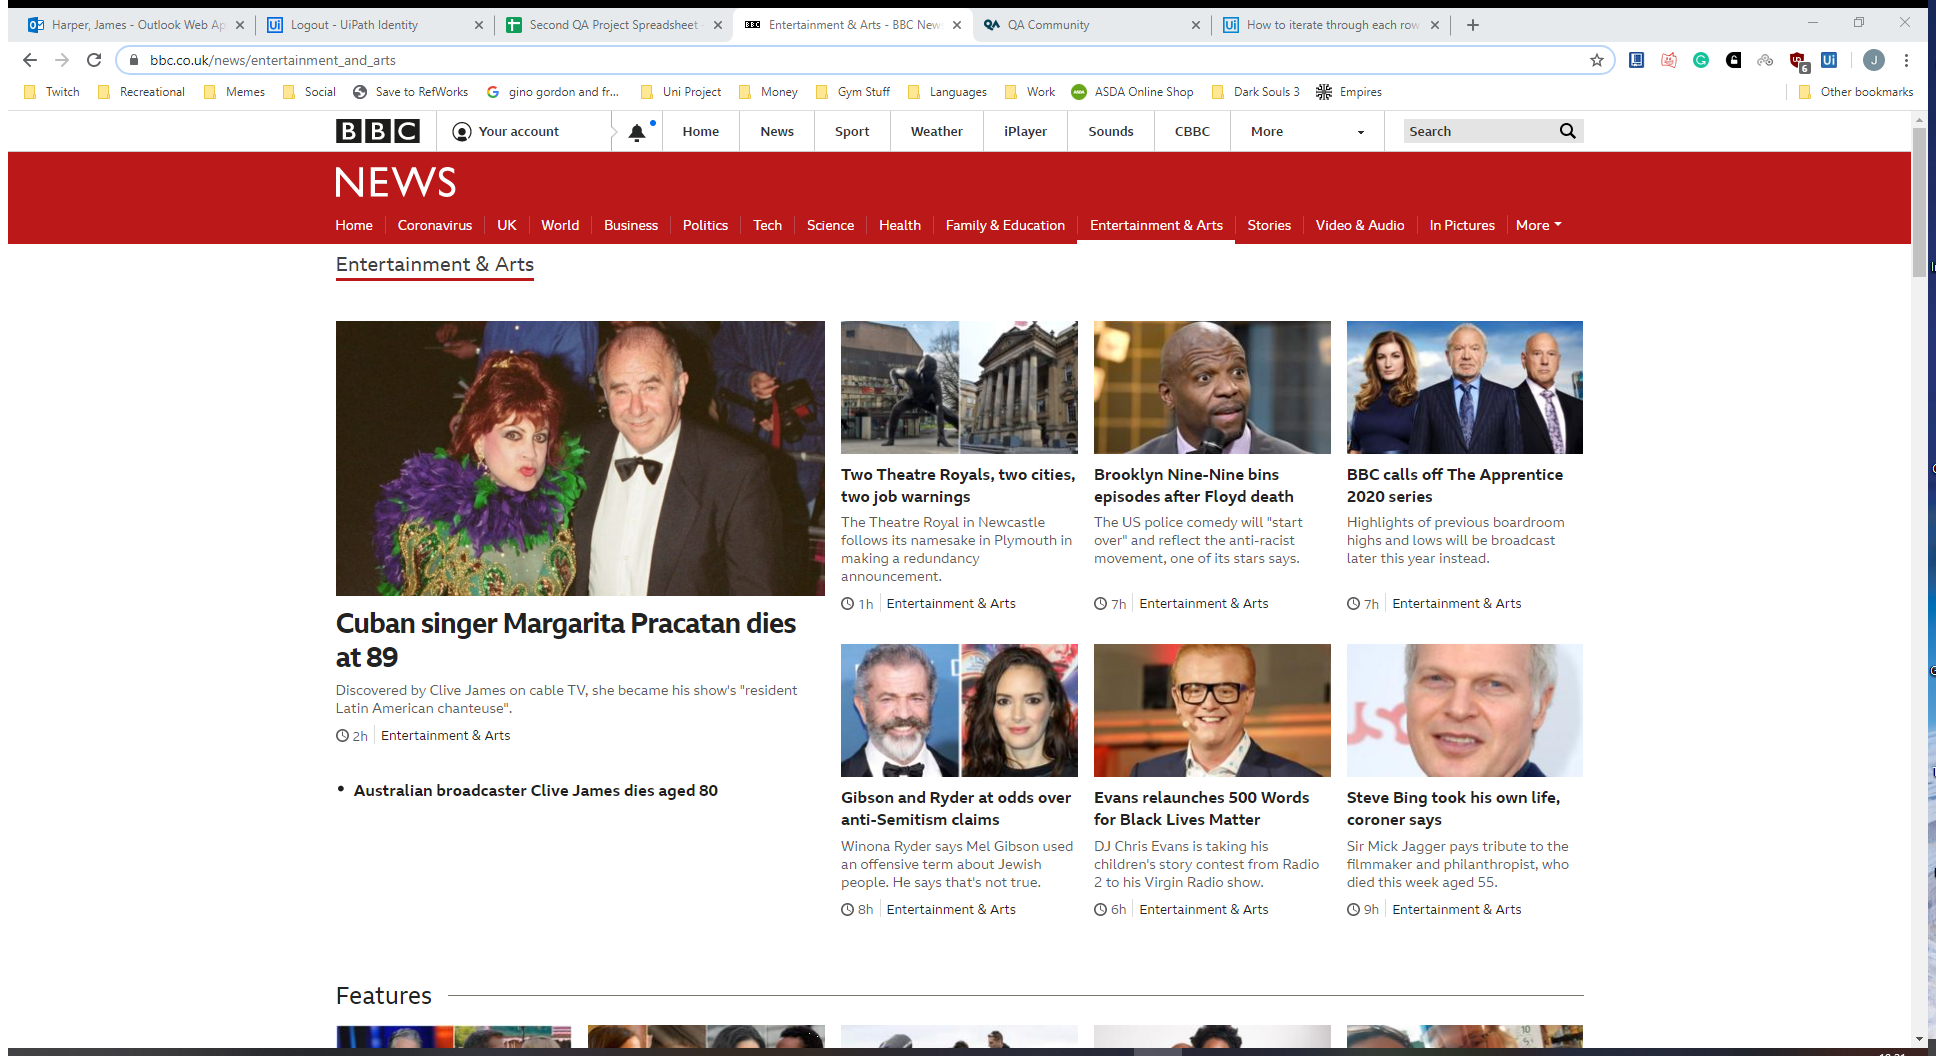 Harper, James - Outlook Web Ap
Logout - UiPath Identity
Second QA Project Spreadsheet
Entertainment & Arts - BBC New
QA Community
How to iterate through each row
bbc.co.uk/news/entertainment_and_arts
6
Ui
J
Twitch
Recreational
Memes
Social
Save to RefWorks
gino gordon and fr...
Uni Project
Money
Gym Stuff
Languages
Work
ASDA Online Shop
Dark Souls 3
Empires
Other bookmarks
BBC
Your account
Home
News
Sport
Weather
iPlayer
Sounds
CBBC
More
Search
NEWS
Home
Coronavirus
UK
World
Business
Politics
Tech
Science
Health
Family & Education
Entertainment & Arts
Stories
Video & Audio
In Pictures
More
Entertainment & Arts
Cuban singer Margarita Pracatan dies
at 89
Discovered by Clive James on cable TV, she became his show's "resident
Latin American chanteuse".
2h
Entertainment & Arts
Australian broadcaster Clive James dies aged 80
Two Theatre Royals, two cities,
two job warnings
The Theatre Royal in Newcastle
follows its namesake in Plymouth in
making a redundancy
announcement.
1h
Entertainment & Arts
Brooklyn Nine-Nine bins
episodes after Floyd death
The US police comedy will "start
over" and reflect the anti-racist
movement, one of its stars says.
7h
Entertainment & Arts
BBC calls off The Apprentice
2020 series
Highlights of previous boardroom
highs and lows will be broadcast
later this year instead.
7h
Entertainment & Arts
Gibson and Ryder at odds over
anti-Semitism claims
Winona Ryder says Mel Gibson used
an offensive term about Jewish
people. He says that's not true.
8h
Entertainment & Arts
Evans relaunches 500 Words
for Black Lives Matter
DJ Chris Evans is taking his
children's story contest from Radio
2 to his Virgin Radio show.
6h
Entertainment & Arts
Steve Bing took his own life,
coroner says
Sir Mick Jagger pays tribute to the
filmmaker and philanthropist, who
died this week aged 55.
9h
Entertainment & Arts
Features